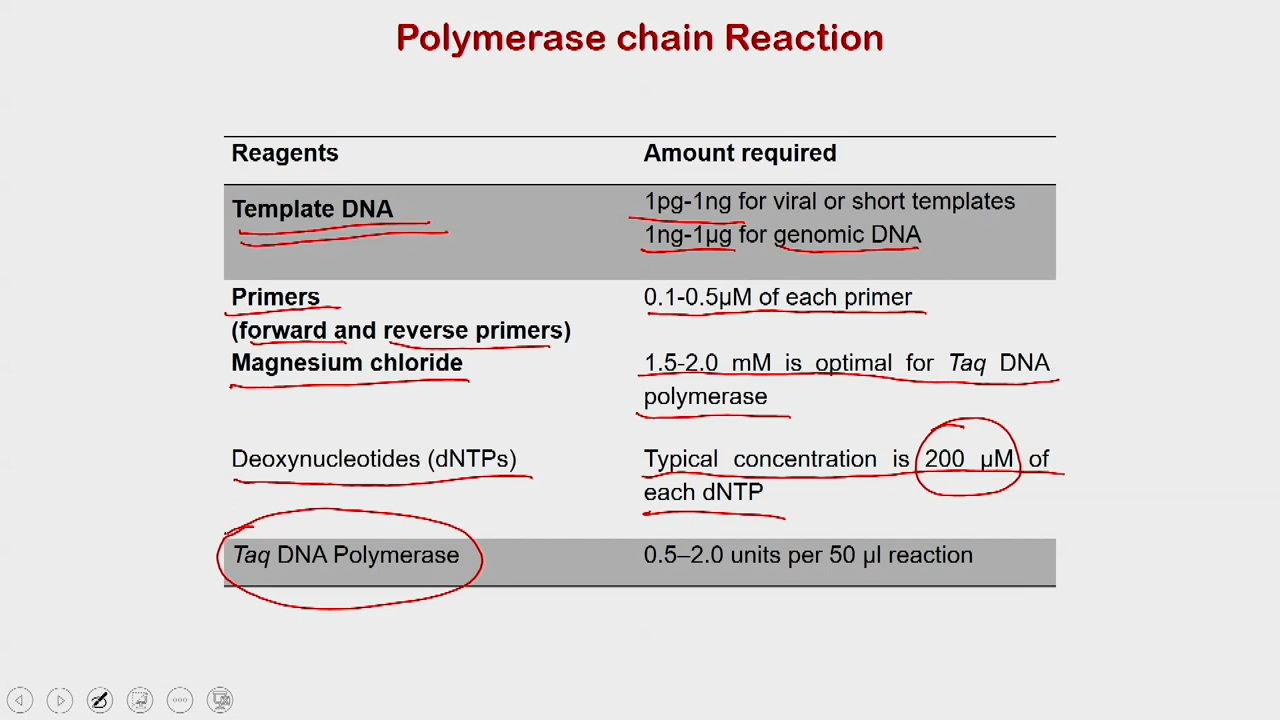 Polymerase chain Reaction
Reagents
Amount required
Template DNA
1pg-1ng for viral or short templates
1ng-1µg for genomic DNA
Primers
(forward and reverse primers)
0.1-0.5µM of each primer
Magnesium chloride
1.5-2.0 mM is optimal for Taq DNA
polymerase
Deoxynucleotides (dNTPs)
Typical concentration is 200 µM of
each dNTP
Taq DNA Polymerase
0.5–2.0 units per 50 µl reaction